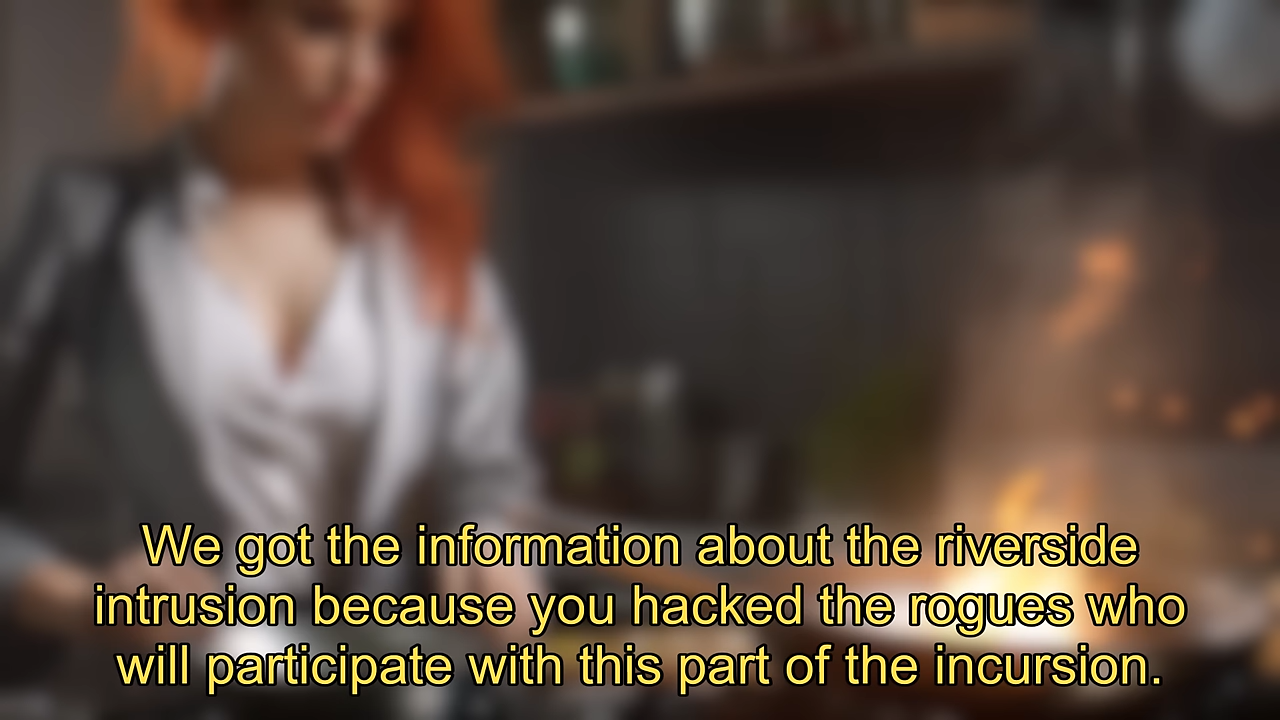 We got the information about the riverside
intrusion because you hacked the rogues who
will participate with this part of the incursion.